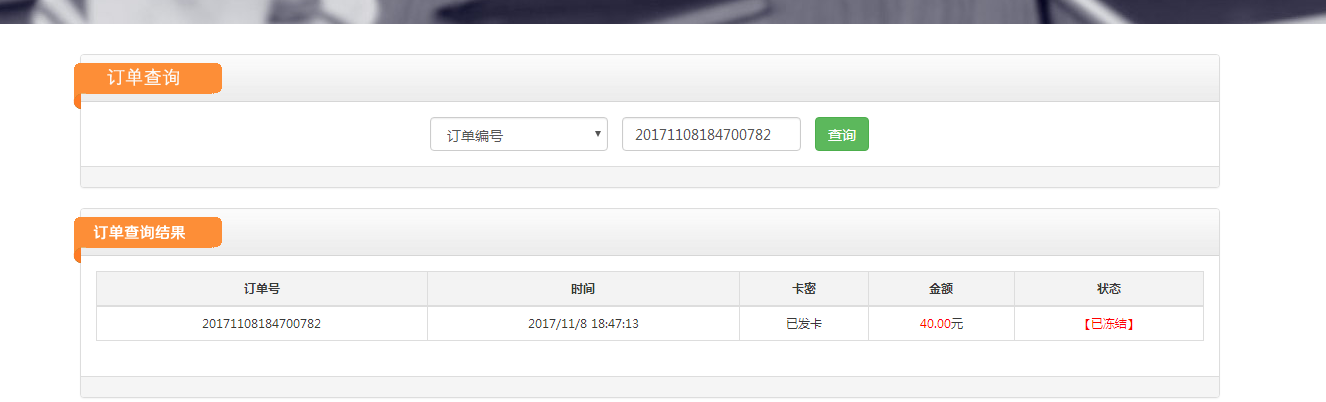 订单查询
订单编号 20171108184700782 查询
订单查询结果
订单号 时间 卡密 金额 状态
20171108184700782 2017/11/8 18:47:13 已发卡 40.00元 【已冻结】